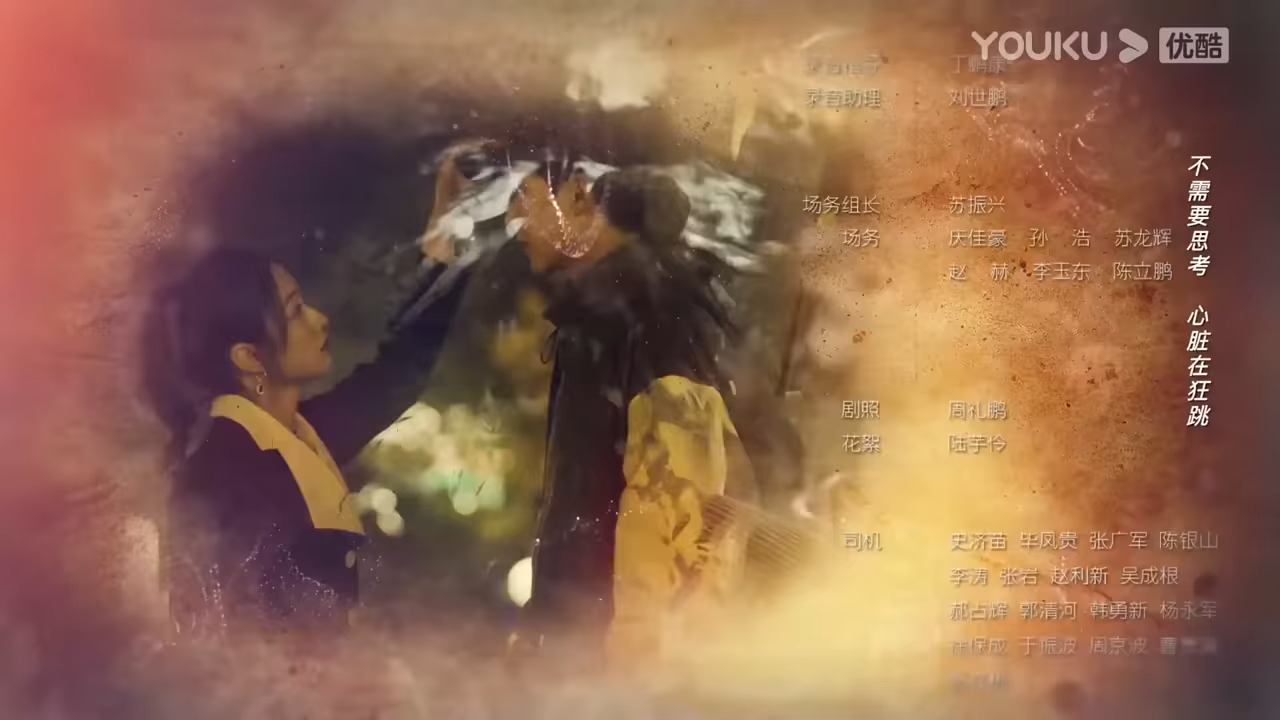 YOUKU 优酷
录音助理 刘世鹏
场务组长 苏振兴
场务 庆佳豪 孙 浩 苏龙辉
赵 赫 李玉东 陈立鹏
剧照 周礼鹏
花絮 陆芋伶
司机 史济苗 毕凤贵 张广军 陈银山
李涛 张岩 赵利新 吴成根
郝占辉 郭清河 韩勇新 杨永军
于振波 周京波
不需要思考 心脏在狂跳